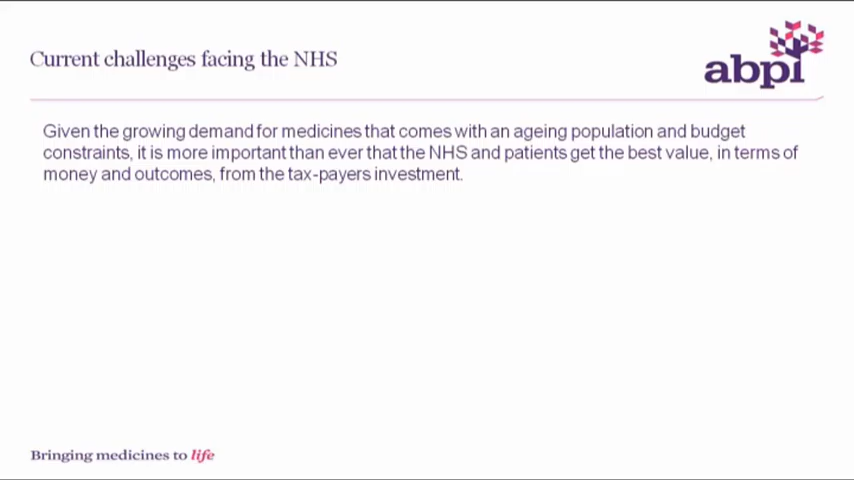 Current challenges facing the NHS
abpi
Given the growing demand for medicines that comes with an ageing population and budget
constraints, it is more important than ever that the NHS and patients get the best value, in terms of
money and outcomes, from the tax-payers investment.
Bringing medicines to life